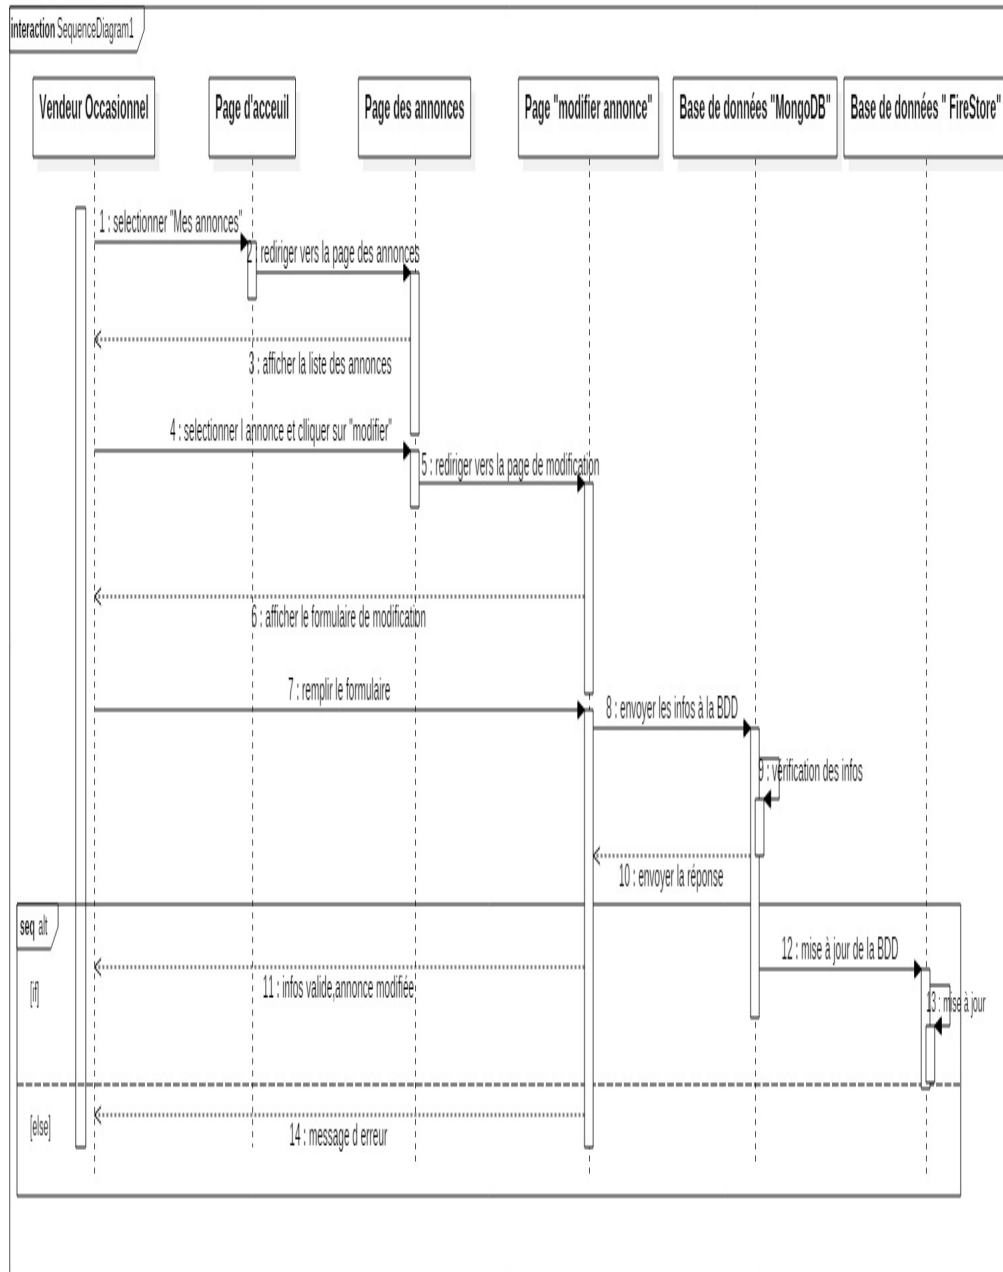 interaction SequenceDiagram1
Vendeur Occasionnel
Page d'acceuil
Page des annonces
Page "modifier annonce"
Base de données "MongoDB"
Base de données " FireStore"
1 : selectionner "Mes annonces"
2 : rediriger vers la page des annonces
3 : afficher la liste des annonces
4 : selectionner l annonce et clliquer sur "modifier"
5 : rediriger vers la page de modification
6 : afficher le formulaire de modification
7 : remplir le formulaire
8 : envoyer les infos à la BDD
9 : vérification des infos
10 : envoyer la réponse
seq alt
12 : mise à jour de la BDD
[if]
11 : infos valide,annonce modifiée
13 : mise à jour
[else]
14 : message d erreur